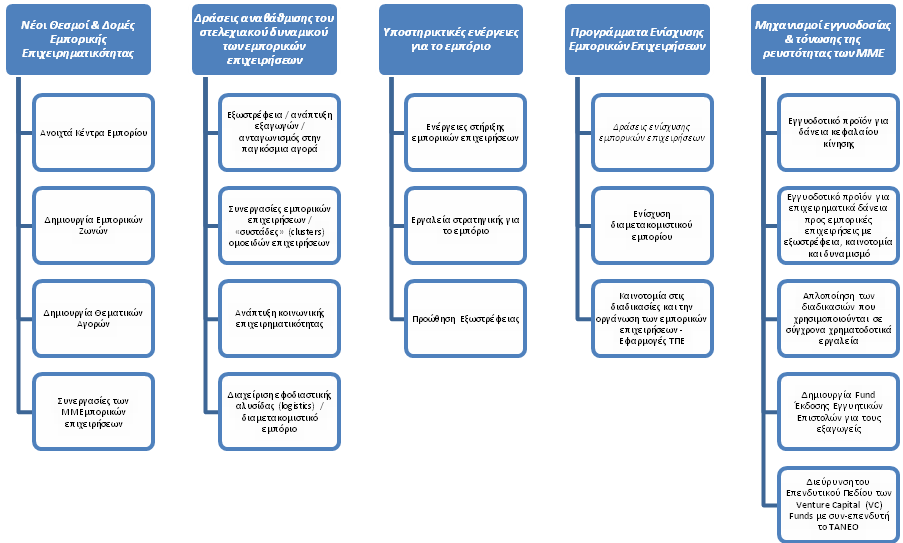 Νέοι Θεσμοί & Δομές
Εμπορικής
Επιχειρηματικότητας
Ανοιχτά Κέντρα Εμπορίου
Δημιουργία Εμπορικών
Ζωνών
Δημιουργία Θεματικών
Αγορών
Συνεργασίες των
ΜΜΕμπορικών
επιχειρήσεων
Δράσεις αναβάθμισης του
στελεχιακού δυναμικού
των εμπορικών
επιχειρήσεων
Εξωστρέφεια / ανάπτυξη
εξαγωγών /
ανταγωνισμός στην
παγκόσμια αγορά
Συνεργασίες εμπορικών
επιχειρήσεων /
«συστάδες» (clusters)
ομοειδών επιχειρήσεων
Ανάπτυξη κοινωνικής
επιχειρηματικότητας
Διαχείριση εφοδιαστικής
αλυσίδας (logistics) /
διαμετακομιστικό
εμπόριο
Υποστηρικτικές ενέργειες
για το εμπόριο
Ενέργειες στήριξης
εμπορικών επιχειρήσεων
Εργαλεία στρατηγικής για
το εμπόριο
Προώθηση Εξωστρέφειας
Προγράμματα Ενίσχυσης
Εμπορικών Επιχειρήσεων
Δράσεις ενίσχυσης
εμπορικών επιχειρήσεων
Ενίσχυση
διαμετακομιστικού
εμπορίου
Καινοτομία στις
διαδικασίες και την
οργάνωση των εμπορικών
επιχειρήσεων -
Εφαρμογές ΤΠΕ
Μηχανισμοί εγγυοδοσίας
& τόνωσης της
ρευστότητας των ΜΜΕ
Εγγυοδοτικό προϊόν για
δάνεια κεφαλαίου
κίνησης
Εγγυοδοτικό προϊόν για
επιχειρηματικά δάνεια
προς εμπορικές
επιχειρήσεις με
εξωστρέφεια, καινοτομία
και δυναμισμό
Απλοποίηση των
διαδικασιών που
χρησιμοποιούνται σε
σύγχρονα χρηματοδοτικά
εργαλεία
Δημιουργία Fund
Έκδοσης Εγγυητικών
Επιστολών για τους
εξαγωγείς
Διεύρυνση του
Επενδυτικού Πεδίου των
Venture Capital (VC)
Funds με συν-επενδυτή
το ΤΑΝΕΟ